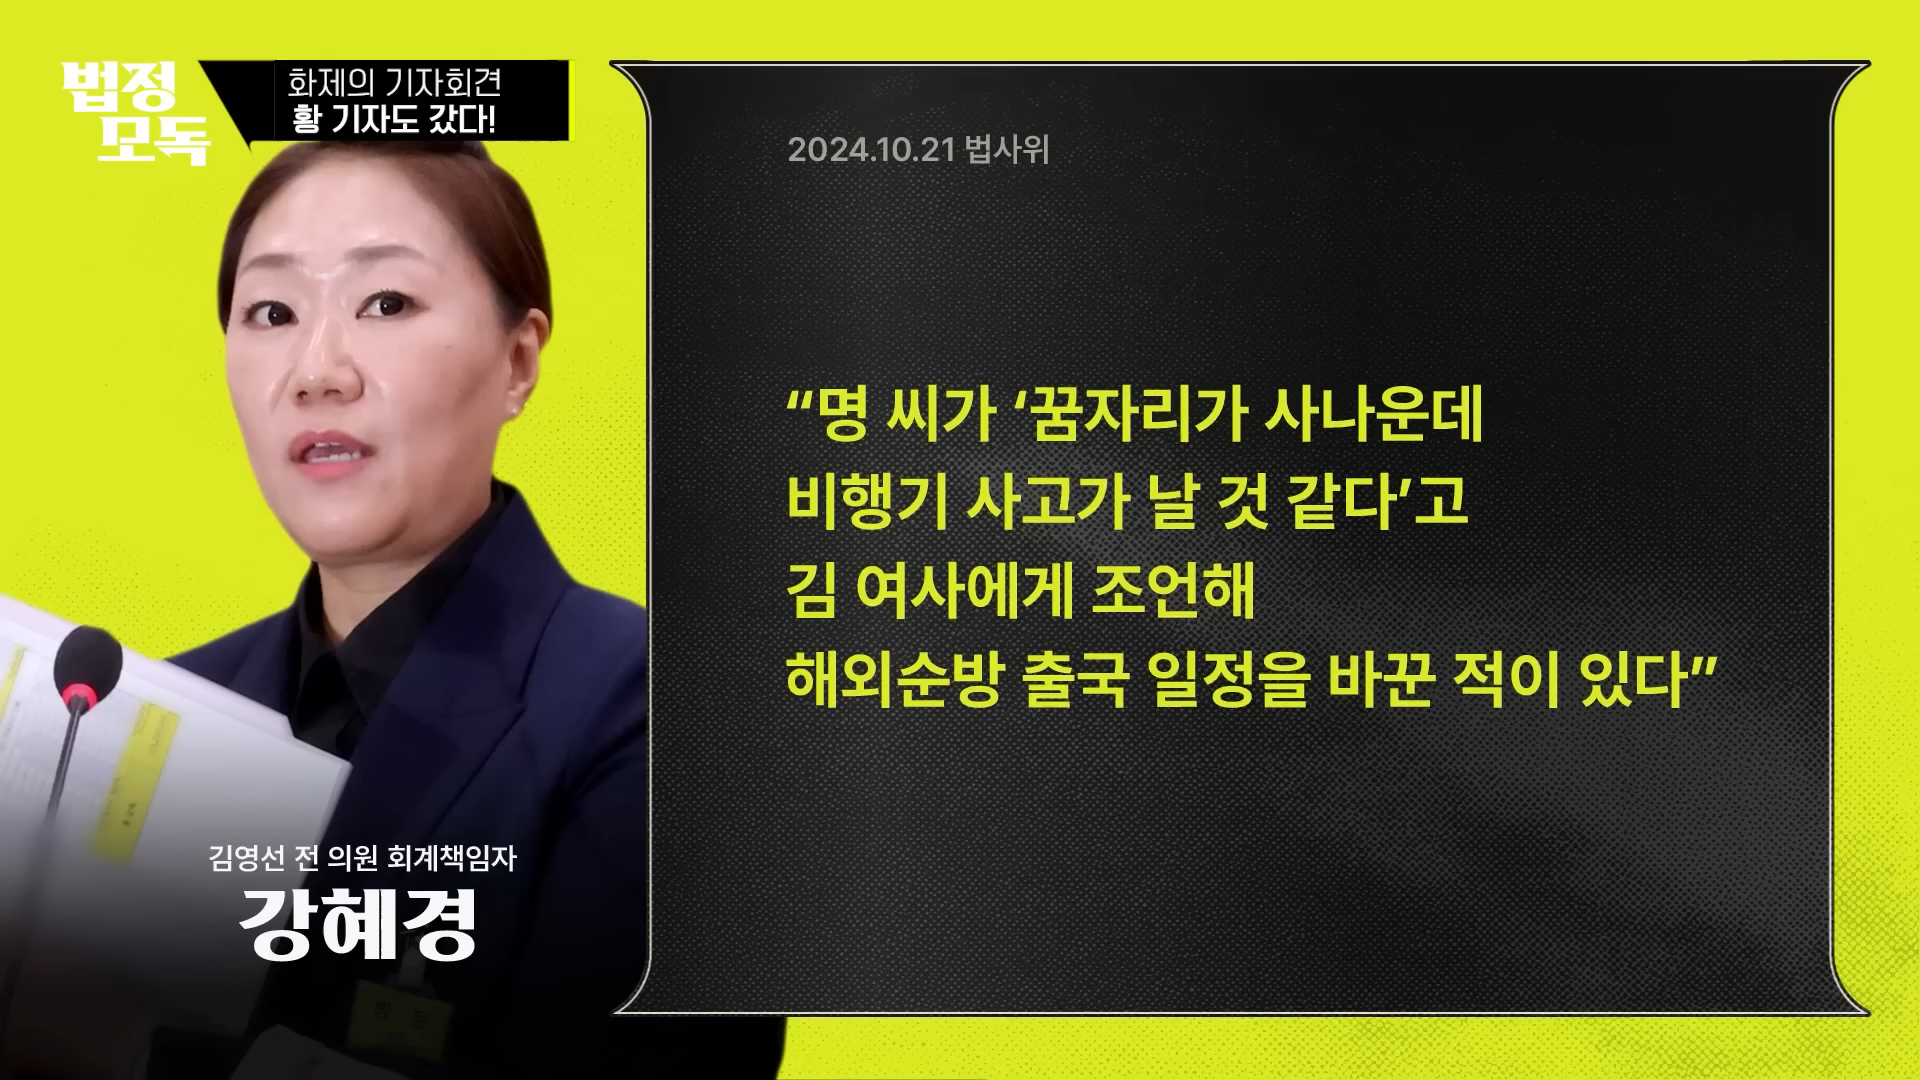 법정
모독
화제의 기자회견
황 기자도 갔다!
2024.10.21 법사위
“명 씨가 ‘꿈자리가 사나운데
비행기 사고가 날 것 같다’고
김 여사에게 조언해
해외순방 출국 일정을 바꾼 적이 있다”
김영선 전 의원 회계책임자
강혜경